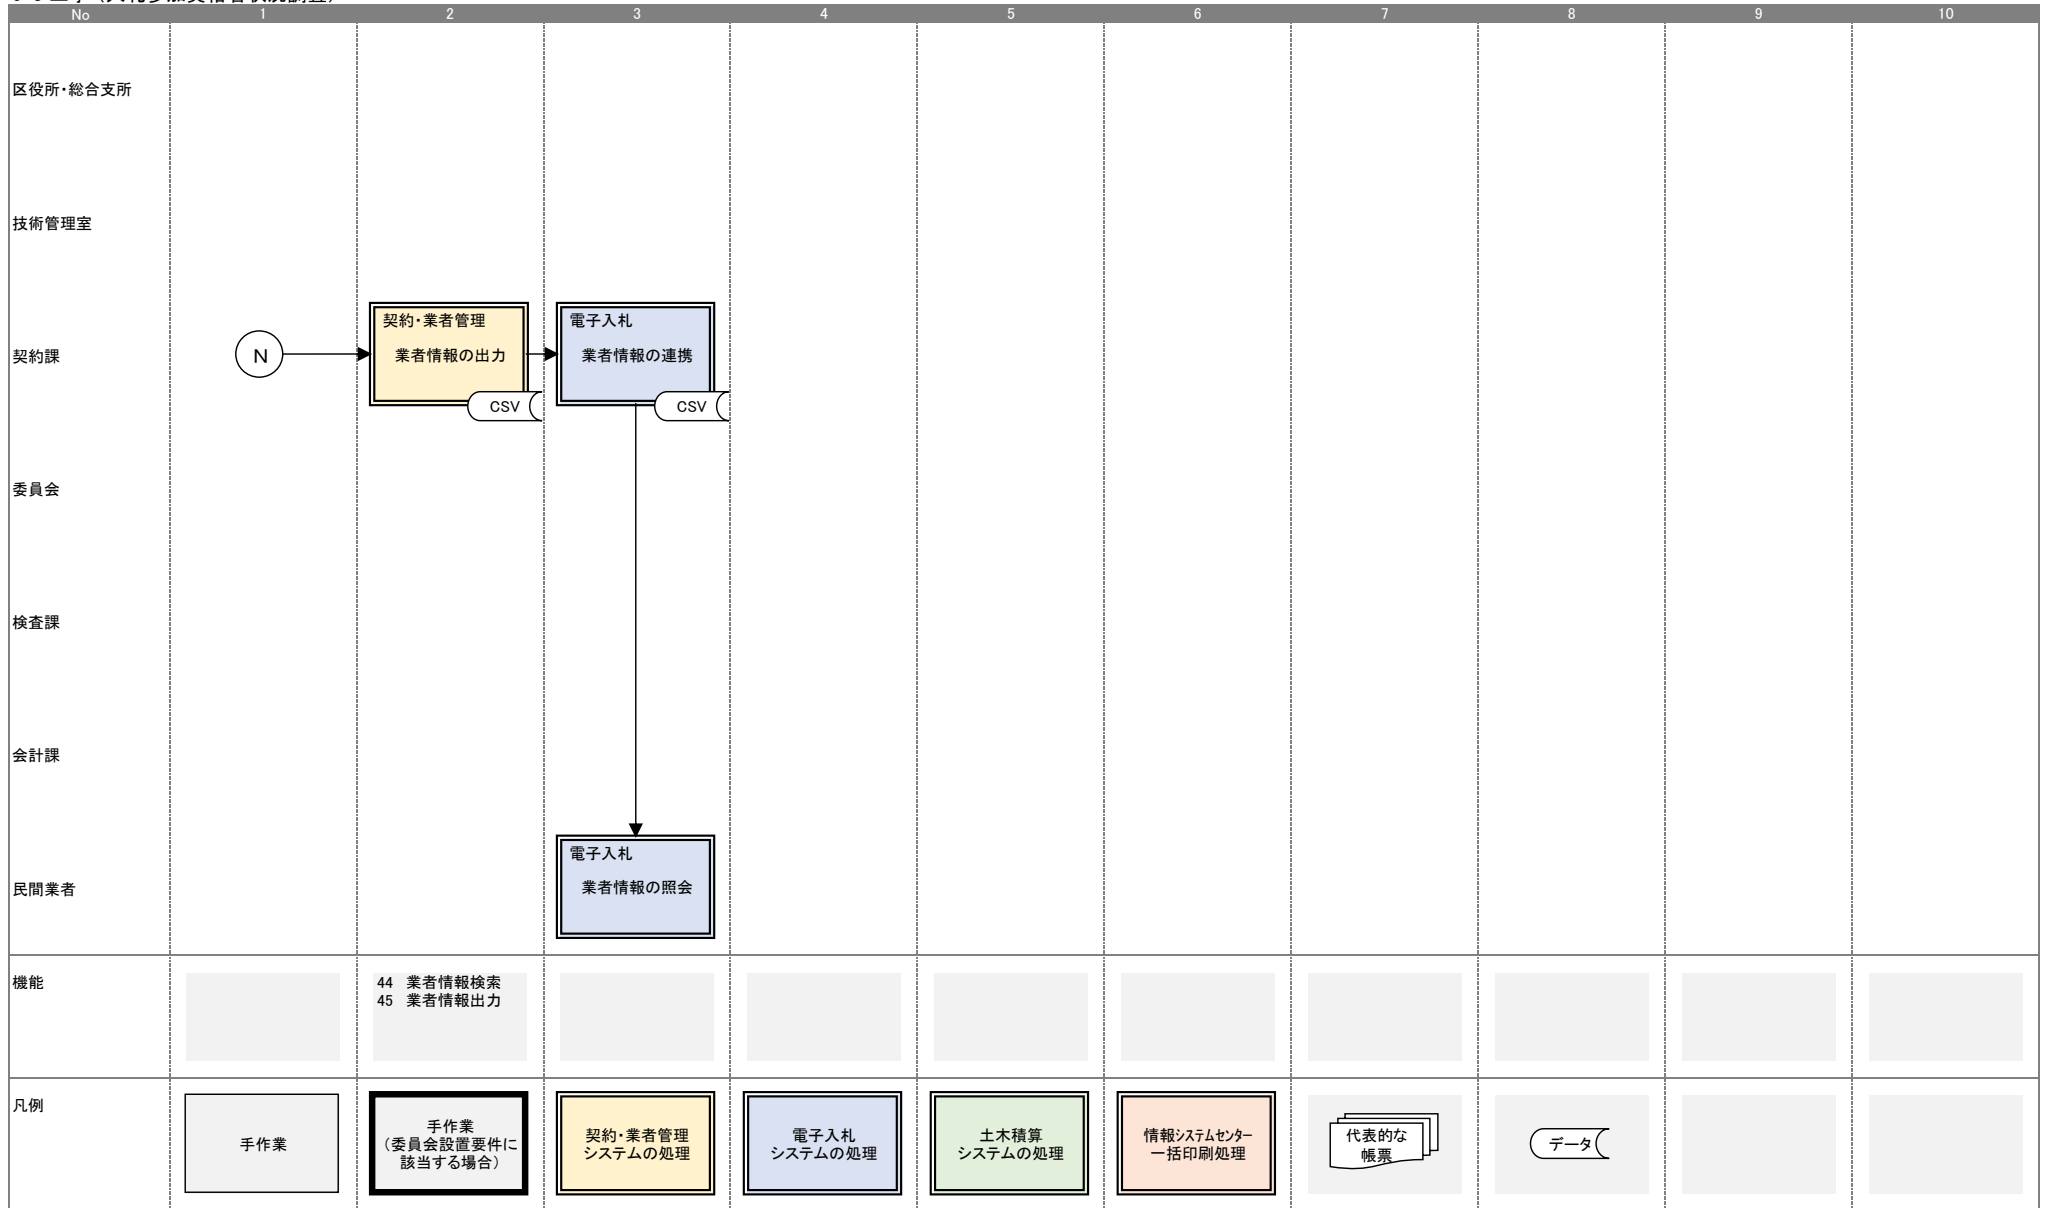 No 1 2 3 4 5 6 7 8 9 10
区役所・総合支所
技術管理室
契約課
N
契約・業者管理
業者情報の出力
CSV
電子入札
業者情報の連携
CSV
委員会
検査課
会計課
民間業者
電子入札
業者情報の照会
機能
44 業者情報検索
45 業者情報出力
凡例
手作業
手作業
（委員会設置要件に
該当する場合）
契約・業者管理
システムの処理
電子入札
システムの処理
土木積算
システムの処理
情報システムセンター
一括印刷処理
代表的な
帳票
データ